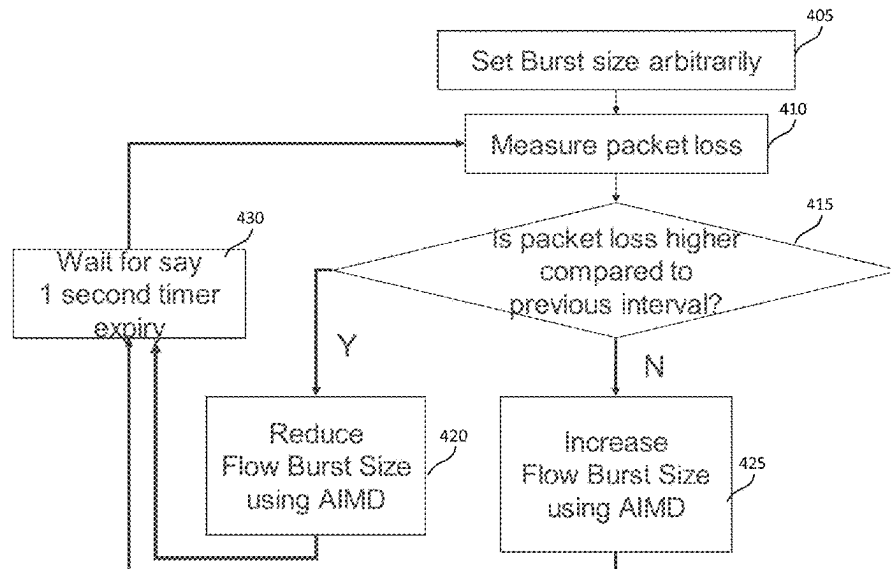 405
Set Burst size arbitrarily
410
Measure packet loss
415
Is packet loss higher
compared to
previous interval?
430
Wait for say
1 second timer
expiry
Y
N
Reduce
Flow Burst Size
using AIMD
420
Increase
Flow Burst Size
using AIMD
425